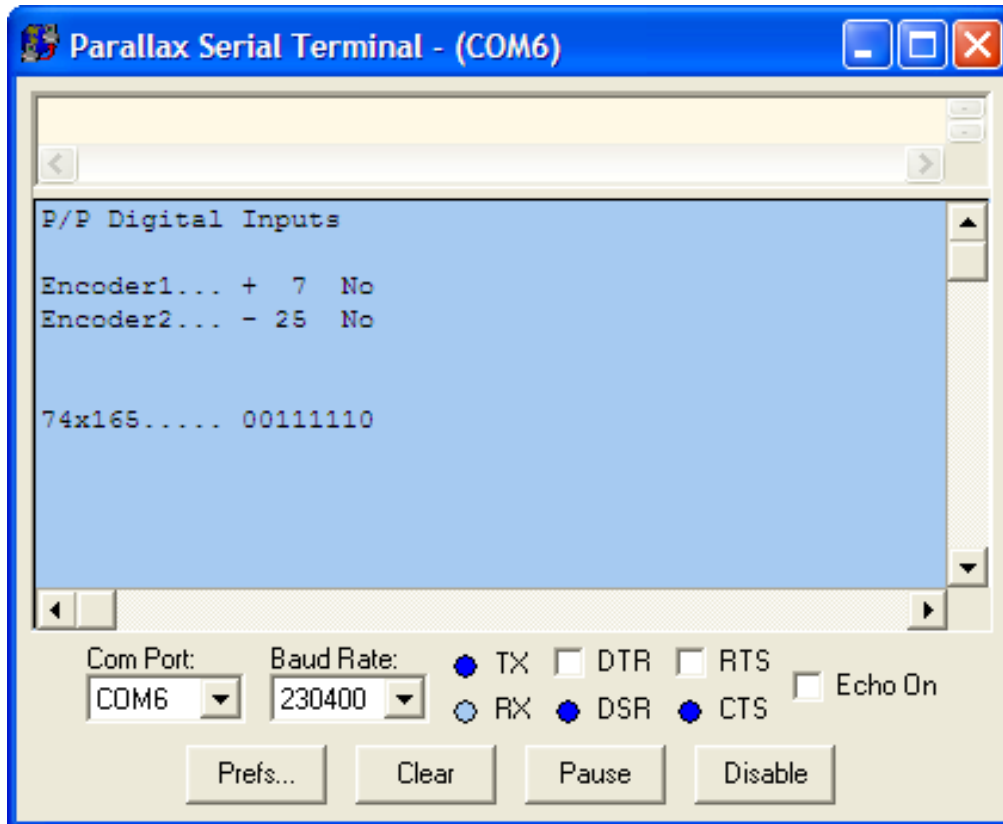 Parallax Serial Terminal - (COM6)
P/P Digital Inputs
Encoder1... +  7  No
Encoder2... - 25  No
74x165..... 00111110
Com Port: Baud Rate: TX DTR RTS
COM6 230400 RX DSR CTS Echo On
Prefs... Clear Pause Disable